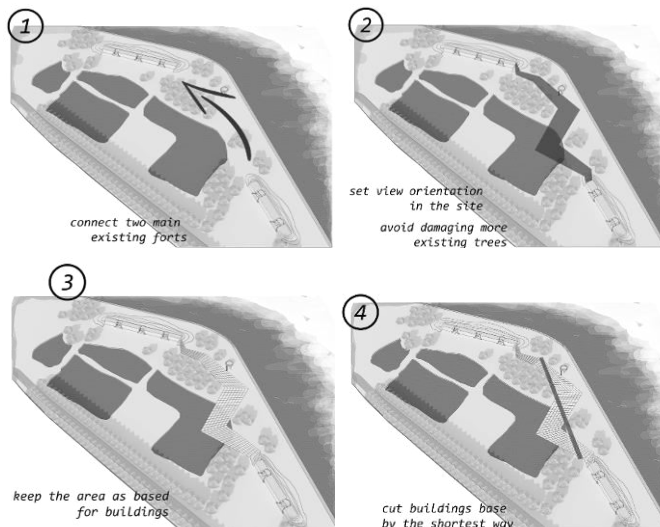 1
connect two main
existing forts
2
set view orientation
in the site
avoid damaging more
existing trees
3
keep the area as based
for buildings
4
cut buildings base
by the shortest way